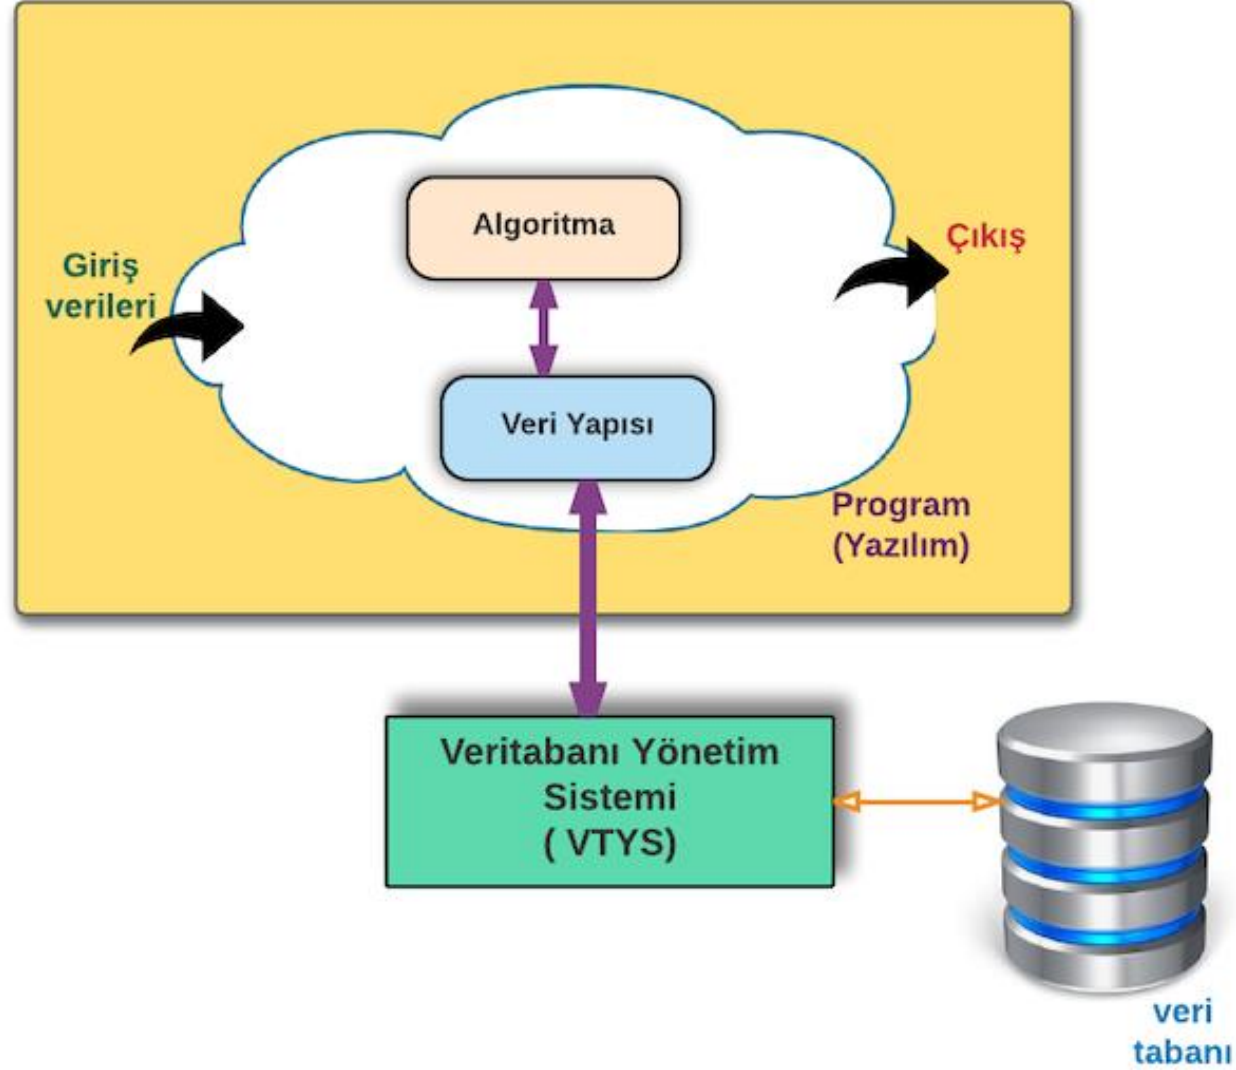 Algoritma
Çıkış
Giriş
verileri
Veri Yapısı
Program
(Yazılım)
Veritabanı Yönetim
Sistemi
( VTYS)
veri
tabanı